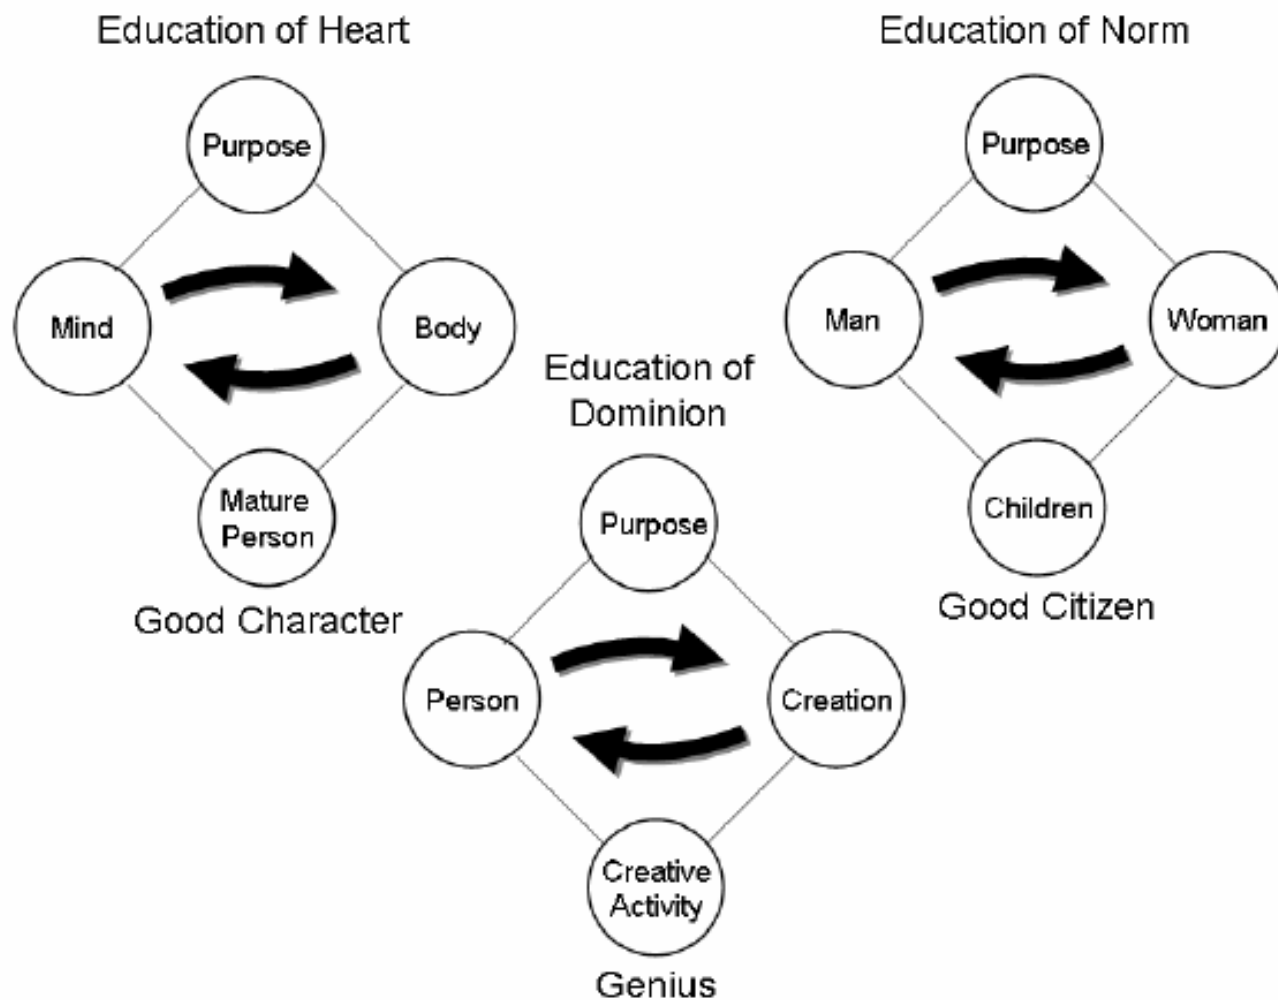 Education of Heart
Purpose
Mind
Body
Mature
Person
Good Character
Education of Norm
Purpose
Man
Woman
Children
Good Citizen
Education of
Dominion
Purpose
Person
Creation
Creative
Activity
Genius